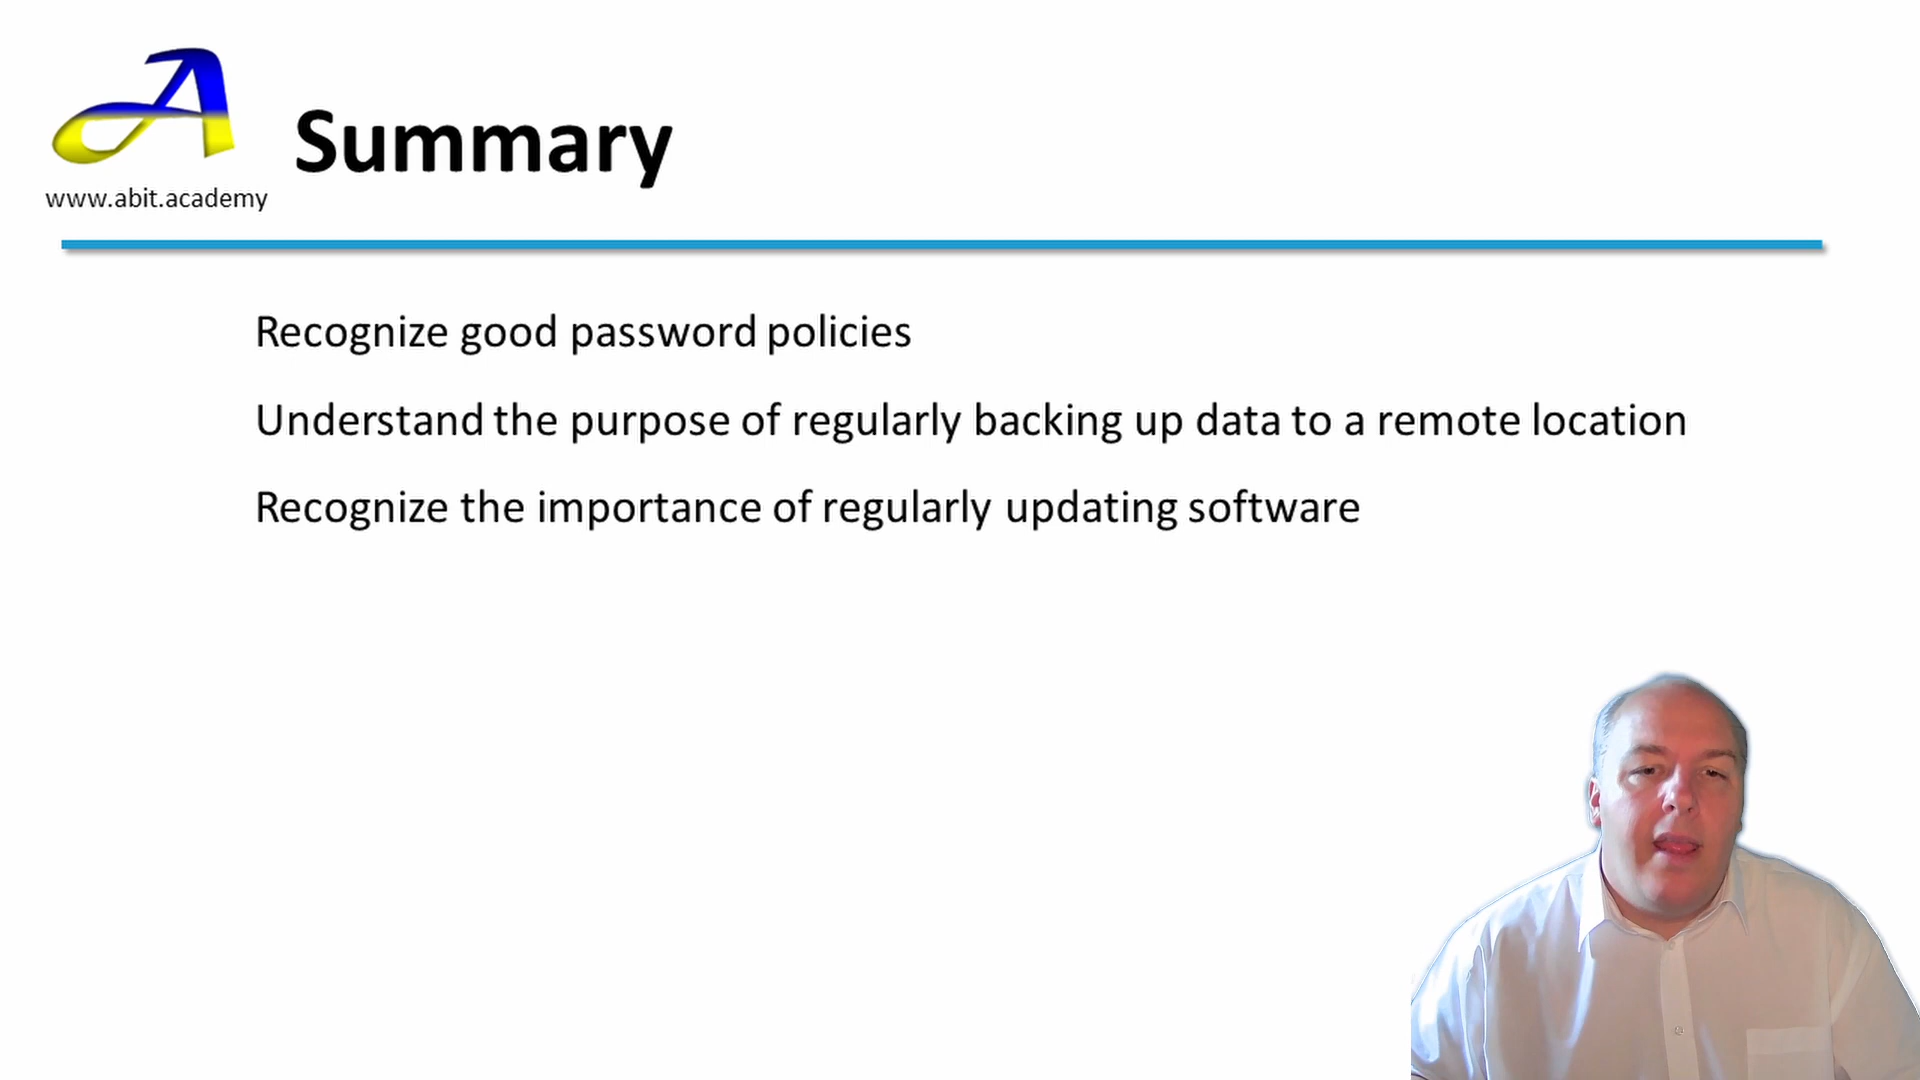 Summary
www.abit.academy
Recognize good password policies
Understand the purpose of regularly backing up data to a remote location
Recognize the importance of regularly updating software